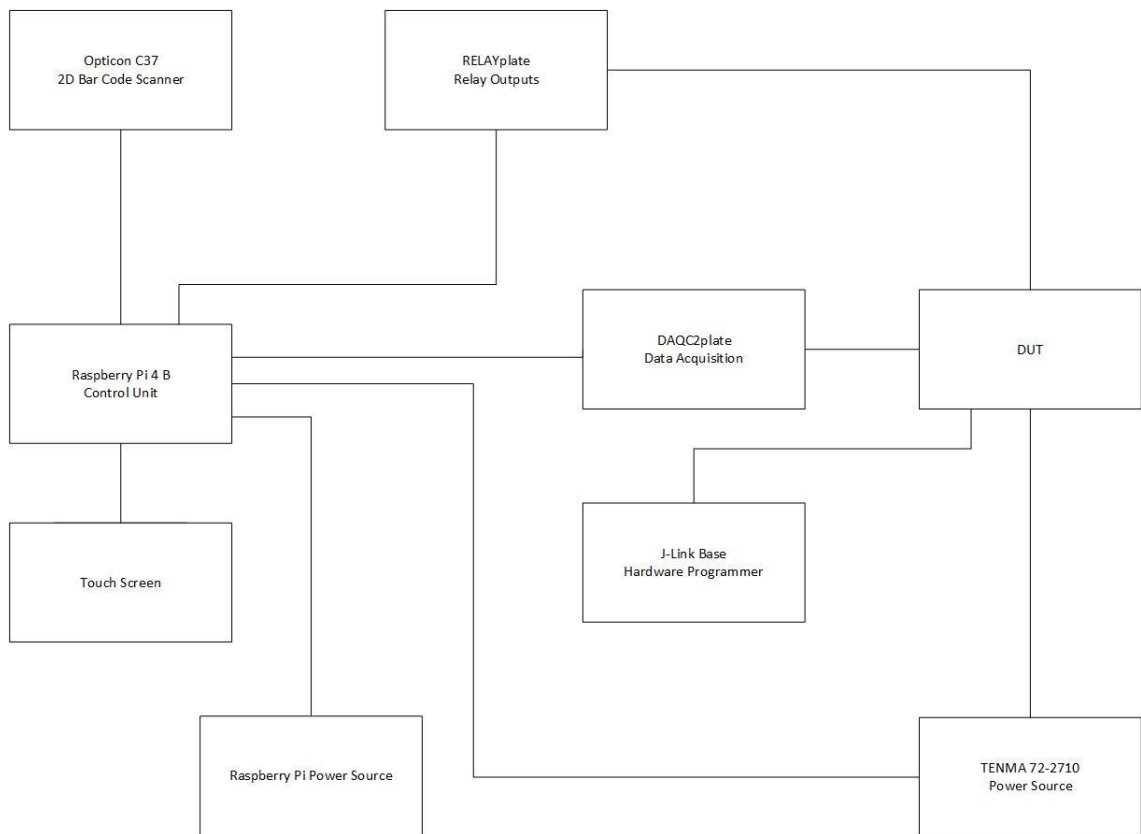 Opticon C37
2D Bar Code Scanner
RELAYplate
Relay Outputs
Raspberry Pi 4 B
Control Unit
DAQC2plate
Data Acquisition
DUT
Touch Screen
J-Link Base
Hardware Programmer
Raspberry Pi Power Source
TENMA 72-2710
Power Source